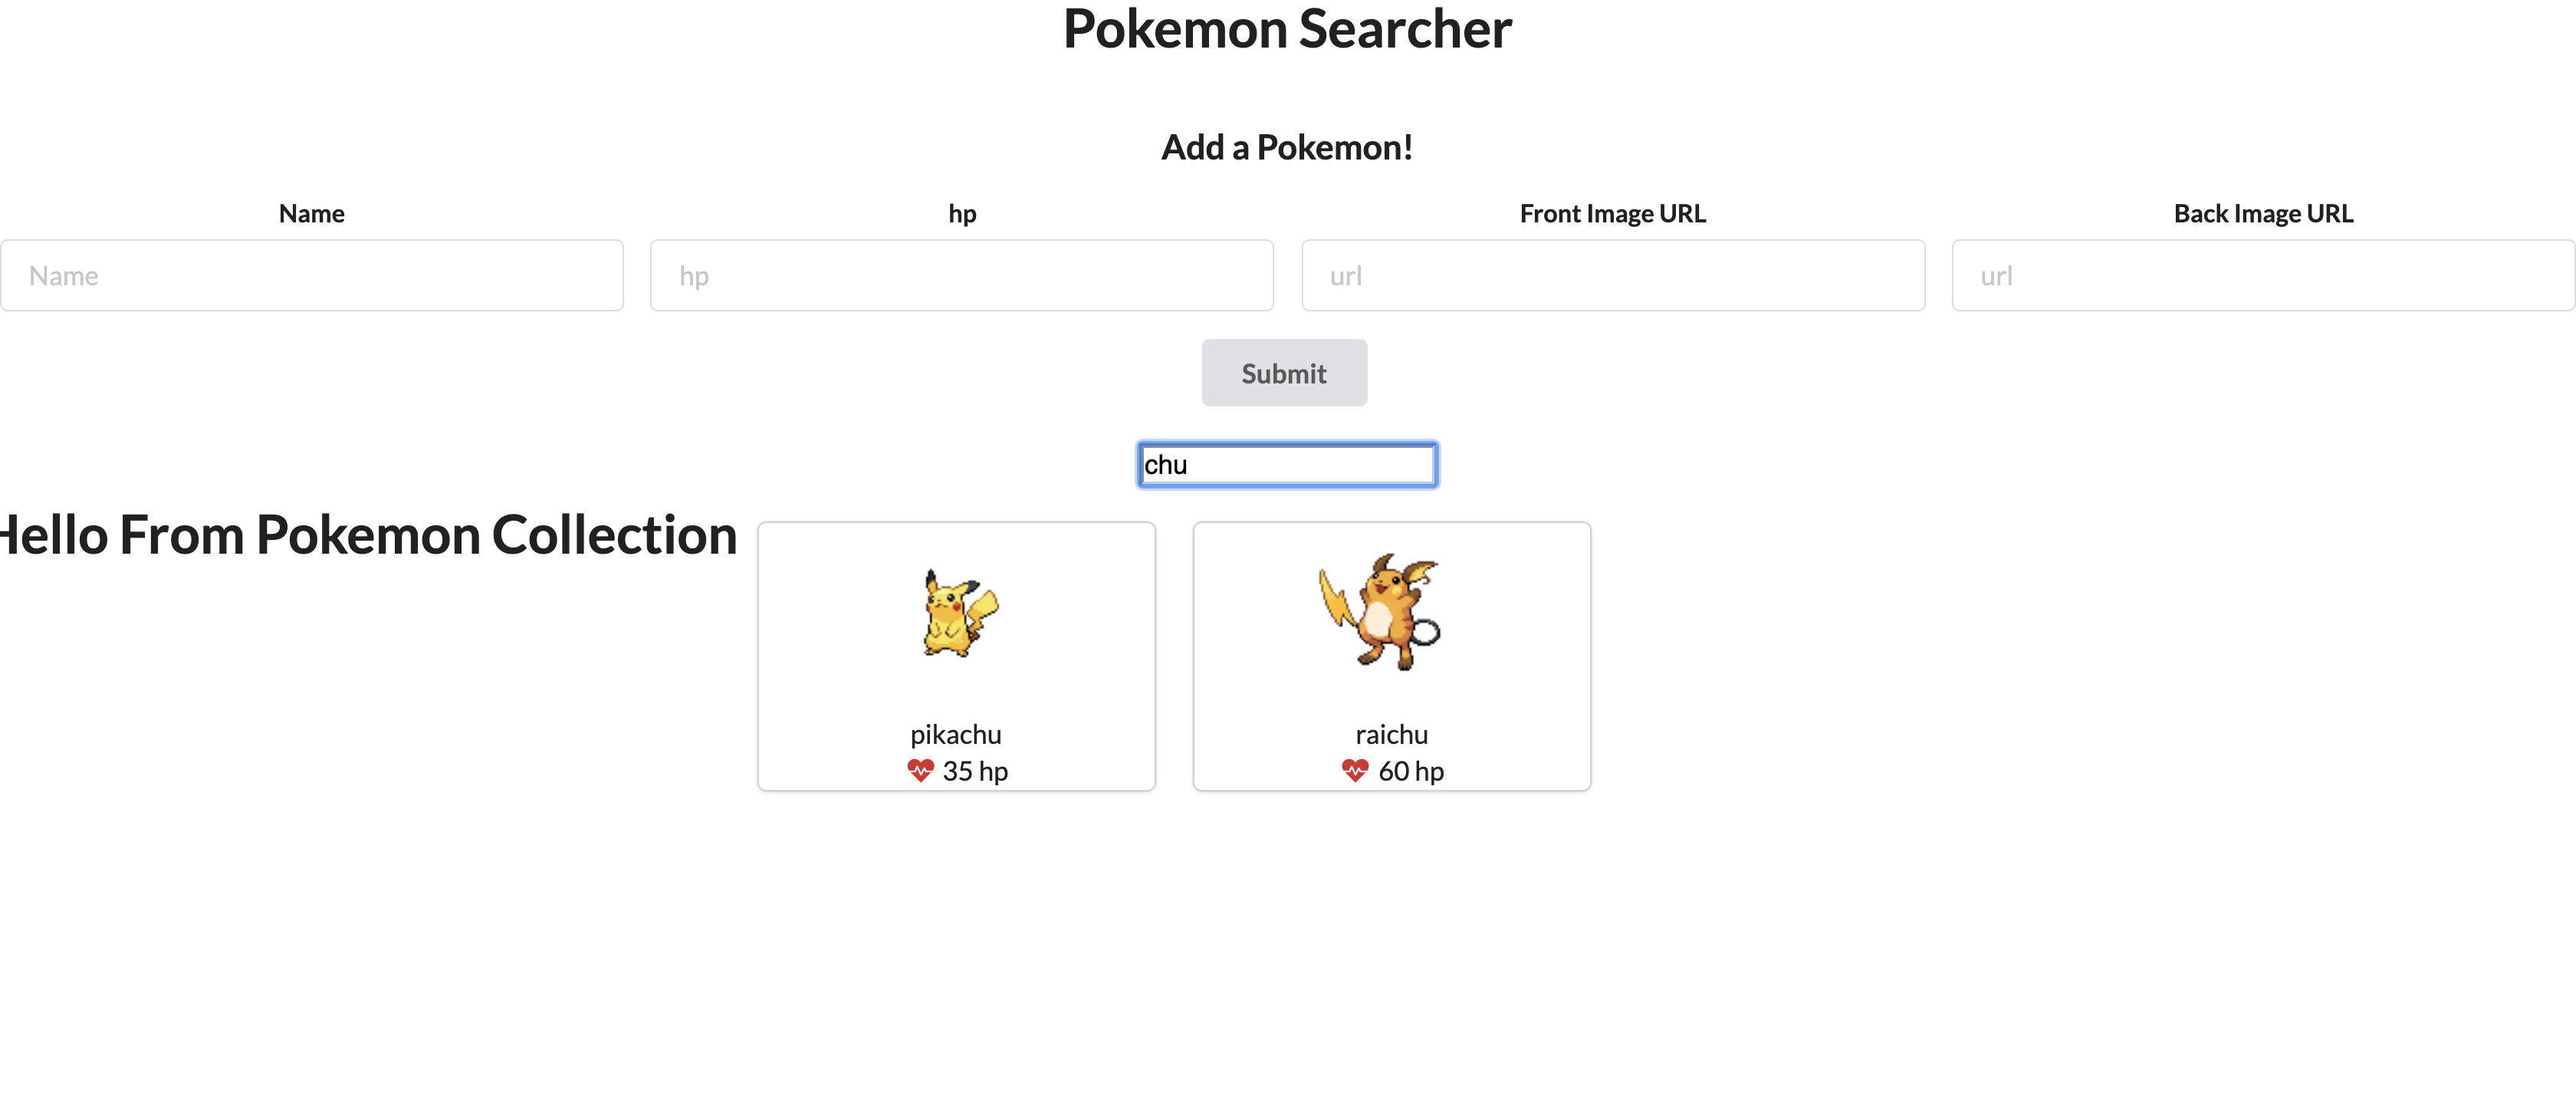 Pokemon Searcher
Add a Pokemon!
Name hp Front Image URL Back Image URL
Name hp url url
Submit
chu
Hello From Pokemon Collection
pikachu raichu
35 hp 60 hp